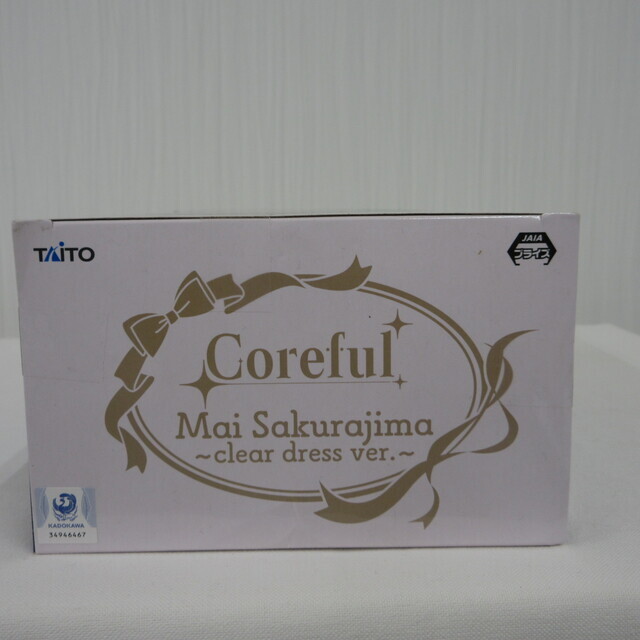 TAITO
JAIA
プライズ
Coreful
Mai Sakurajima
~clear dress ver.~
KADOKAWA
34946467